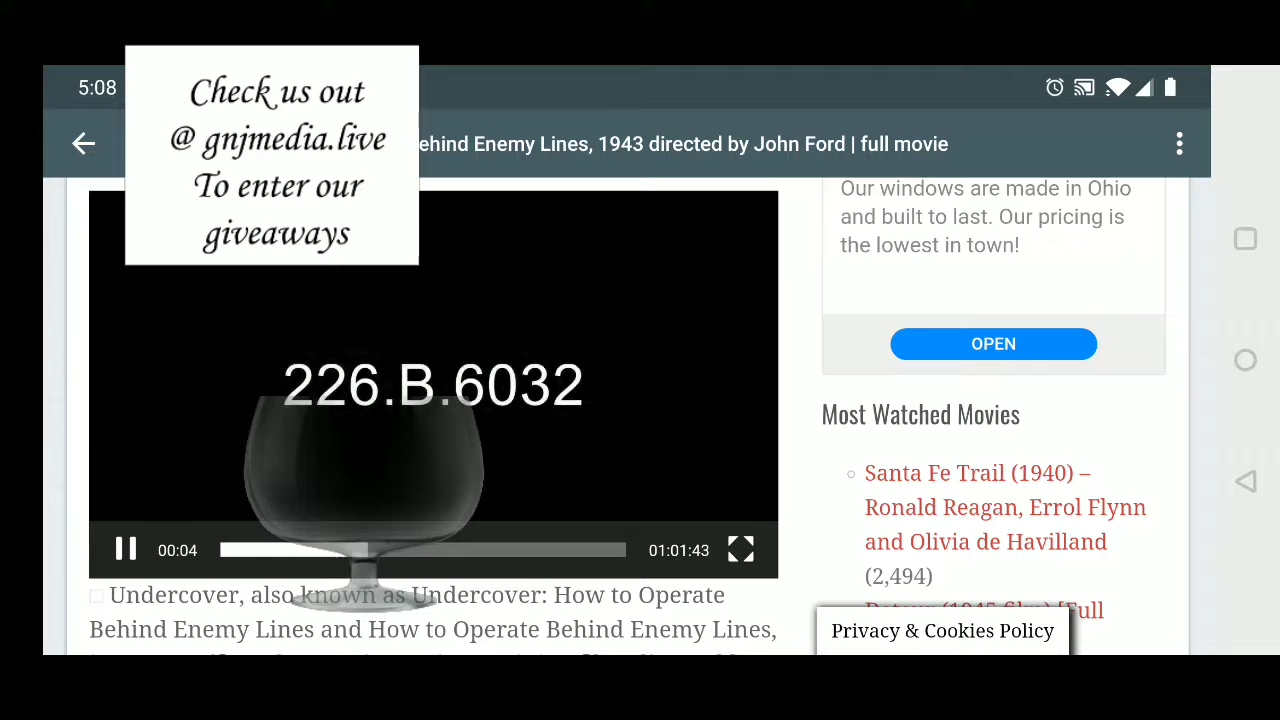 Check us out
@ gnjmedia.live
To enter our
giveaways
5:08
ehind Enemy Lines, 1943 directed by John Ford | full movie
Our windows are made in Ohio
and built to last. Our pricing is
the lowest in town!
OPEN
226.B.6032
00:04
01:01:43
Most Watched Movies
Santa Fe Trail (1940) –
Ronald Reagan, Errol Flynn
and Olivia de Havilland
(2,494)
Detour (1945 film) [Full
Undercover, also known as Undercover: How to Operate
Behind Enemy Lines and How to Operate Behind Enemy Lines,
Privacy & Cookies Policy